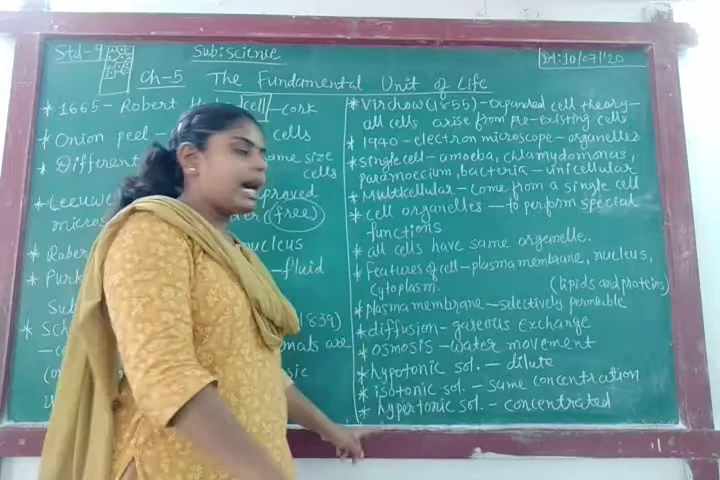 Std-9
Sub: Science
Dt: 10/07/'20
Ch-5 The Fundamental Unit of Life
* 1665 - Robert H cell - cork
* Onion peel - cells
* Different same size
cells
* Leeuwe improved
micros (free)
* Rober nucleus
* Purk - fluid
Sub
* Sch (1839)
mals are
* Virchow (1855) - Expanded cell theory -
all cells arise from pre-existing cells
* 1940 - electron microscope - organelles
* Single cell - amoeba, chlamydomonas,
paramoecium, bacteria - unicellular
* Multicellular - come from a single cell
* cell organelles - to perform special
functions
* all cells have same organelle.
* Features of cell - plasma membrane, nucleus,
cytoplasm.
(lipids and proteins)
* plasma membrane - selectively permeable
* diffusion - gaseous exchange
* osmosis - water movement
* hypotonic sol. - dilute
* isotonic sol. - same concentration
* hypertonic sol. - concentrated